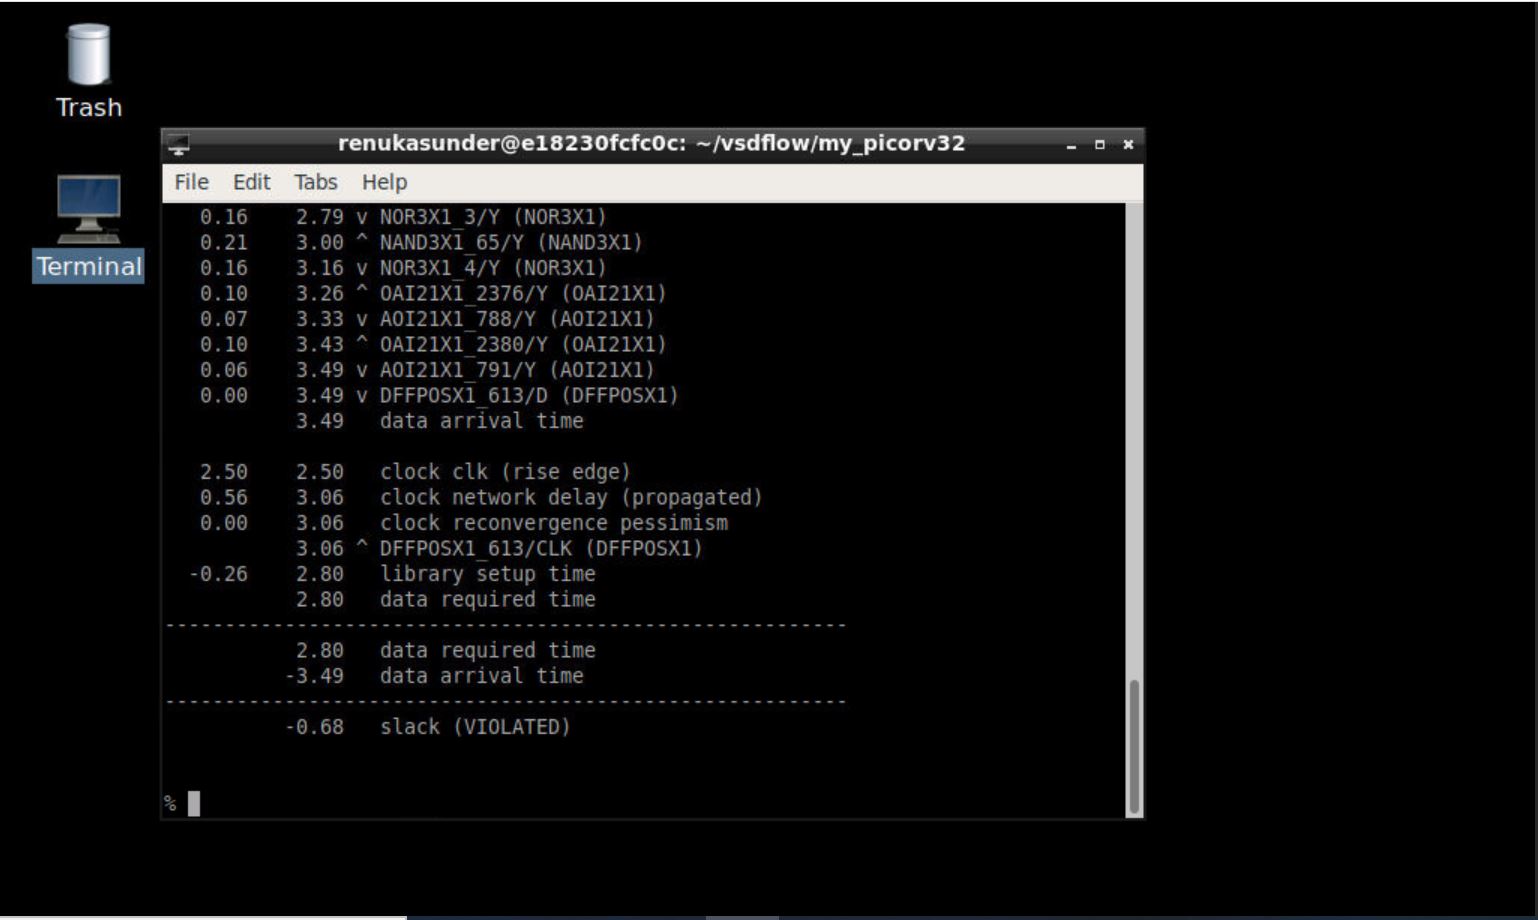 Trash
Terminal
renukasunder@e18230fcfc0c: ~/vsdflow/my_picorv32
File Edit Tabs Help
0.16 2.79 v NOR3X1_3/Y (NOR3X1)
0.21 3.00 ^ NAND3X1_65/Y (NAND3X1)
0.16 3.16 v NOR3X1_4/Y (NOR3X1)
0.10 3.26 ^ OAI21X1_2376/Y (OAI21X1)
0.07 3.33 v AOI21X1_788/Y (AOI21X1)
0.10 3.43 ^ OAI21X1_2380/Y (OAI21X1)
0.06 3.49 v AOI21X1_791/Y (AOI21X1)
0.00 3.49 v DFFPOSX1_613/D (DFFPOSX1)
3.49 data arrival time
2.50 2.50 clock clk (rise edge)
0.56 3.06 clock network delay (propagated)
0.00 3.06 clock reconvergence pessimism
3.06 ^ DFFPOSX1_613/CLK (DFFPOSX1)
-0.26 2.80 library setup time
2.80 data required time
---------------------------------------------------------
2.80 data required time
-3.49 data arrival time
---------------------------------------------------------
-0.68 slack (VIOLATED)
%